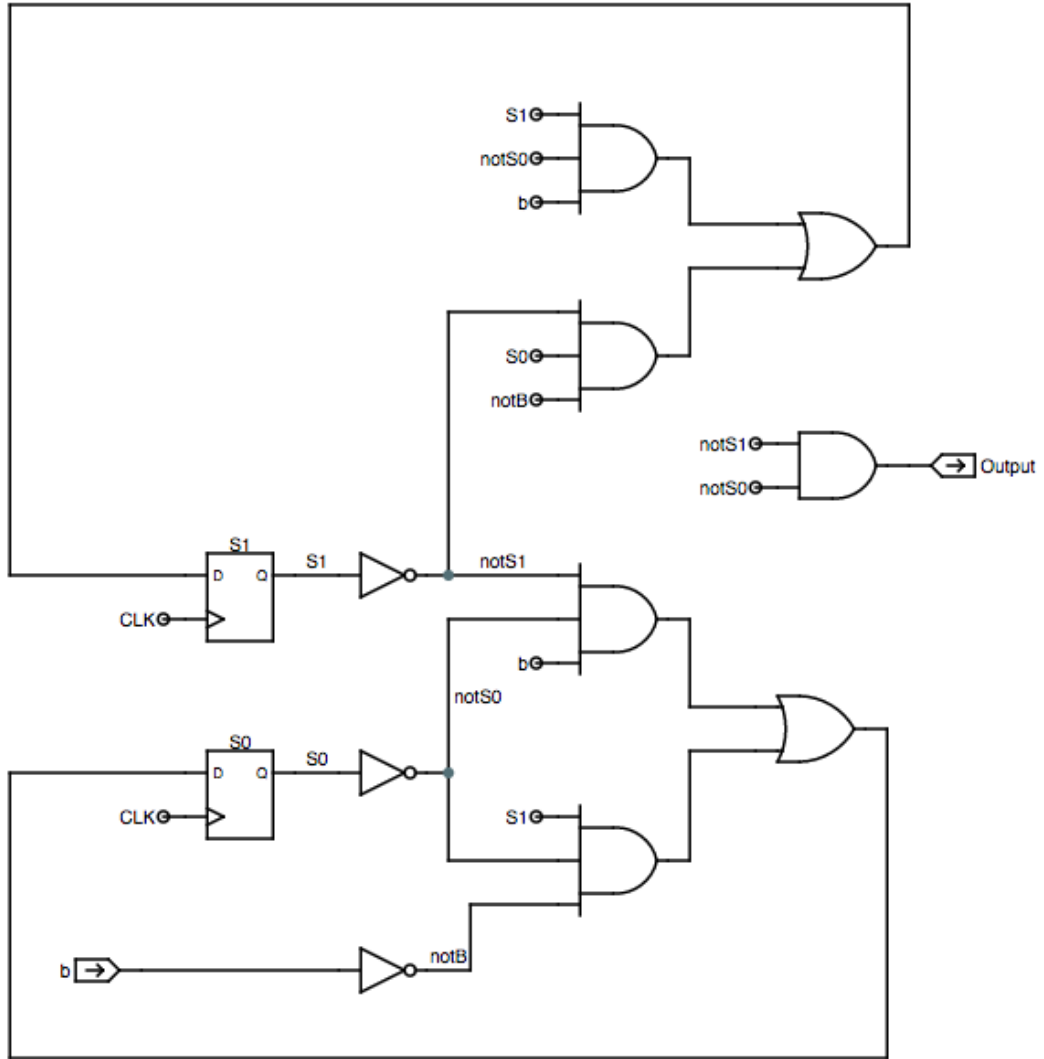 S1
notS0
b
S0
notB
notS1
notS0
Output
S1
D Q
CLK
S1
notS1
b
notS0
S0
D Q
CLK
S0
S1
notB
b